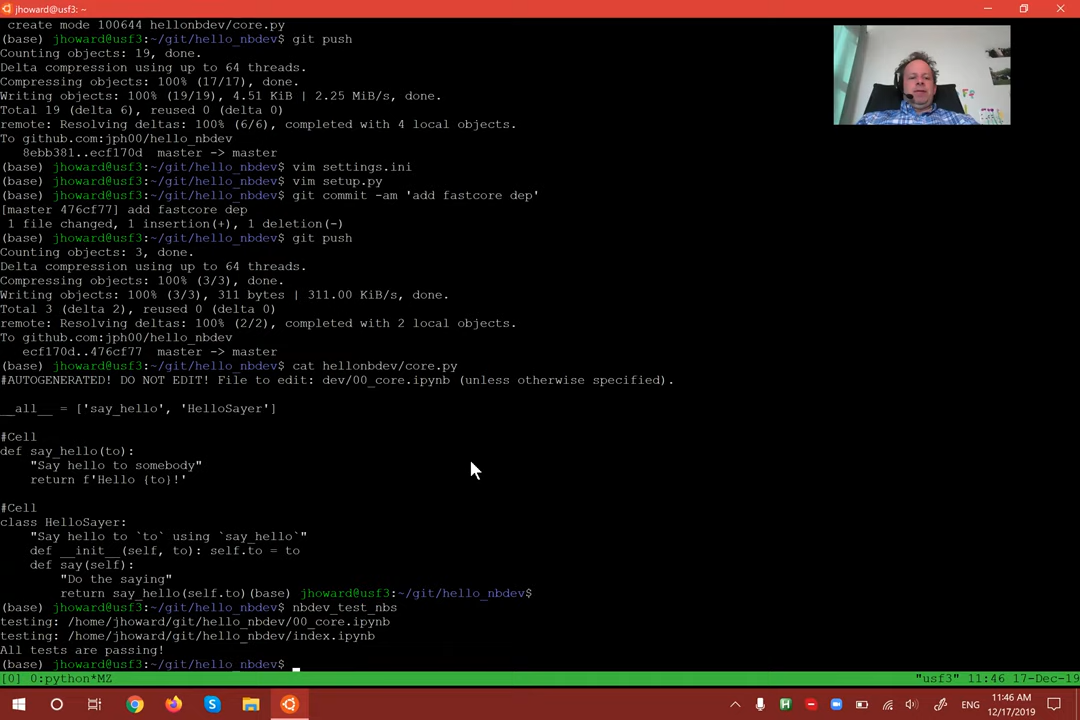 jhoward@usf3: ~
create mode 100644 hellonbdev/core.py
(base) jhoward@usf3:~/git/hello_nbdev$ git push
Counting objects: 19, done.
Delta compression using up to 64 threads.
Compressing objects: 100% (17/17), done.
Writing objects: 100% (19/19), 4.51 KiB | 2.25 MiB/s, done.
Total 19 (delta 6), reused 0 (delta 0)
remote: Resolving deltas: 100% (6/6), completed with 4 local objects.
To github.com:jph00/hello_nbdev
8ebb381..ecf170d  master -> master
(base) jhoward@usf3:~/git/hello_nbdev$ vim settings.ini
(base) jhoward@usf3:~/git/hello_nbdev$ vim setup.py
(base) jhoward@usf3:~/git/hello_nbdev$ git commit -am 'add fastcore dep'
[master 476cf77] add fastcore dep
1 file changed, 1 insertion(+), 1 deletion(-)
(base) jhoward@usf3:~/git/hello_nbdev$ git push
Counting objects: 3, done.
Delta compression using up to 64 threads.
Compressing objects: 100% (3/3), done.
Writing objects: 100% (3/3), 311 bytes | 311.00 KiB/s, done.
Total 3 (delta 2), reused 0 (delta 0)
remote: Resolving deltas: 100% (2/2), completed with 2 local objects.
To github.com:jph00/hello_nbdev
ecf170d..476cf77  master -> master
(base) jhoward@usf3:~/git/hello_nbdev$ cat hellonbdev/core.py
#AUTOGENERATED! DO NOT EDIT! File to edit: dev/00_core.ipynb (unless otherwise specified).
__all__ = ['say_hello', 'HelloSayer']
#Cell
def say_hello(to):
"Say hello to somebody"
return f'Hello {to}!'
#Cell
class HelloSayer:
"Say hello to `to` using `say_hello`"
def __init__(self, to): self.to = to
def say(self):
"Do the saying"
return say_hello(self.to)(base) jhoward@usf3:~/git/hello_nbdev$
(base) jhoward@usf3:~/git/hello_nbdev$ nbdev_test_nbs
testing: /home/jhoward/git/hello_nbdev/00_core.ipynb
testing: /home/jhoward/git/hello_nbdev/index.ipynb
All tests are passing!
(base) jhoward@usf3:~/git/hello_nbdev$
[0] 0:python*MZ "usf3" 11:46 17-Dec-19
ENG 11:46 AM
12/17/2019